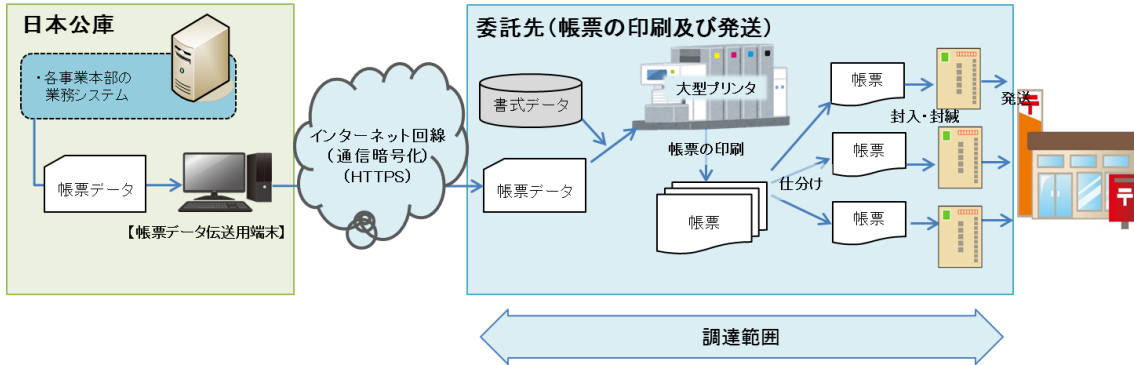 日本公庫
・各事業本部の
業務システム
帳票データ
【帳票データ伝送用端末】
インターネット回線
（通信暗号化）
（HTTPS）
委託先（帳票の印刷及び発送）
書式データ
帳票データ
大型プリンタ
帳票の印刷
帳票
仕分け
帳票
帳票
帳票
封入・封緘
発送
〒
〒
調達範囲